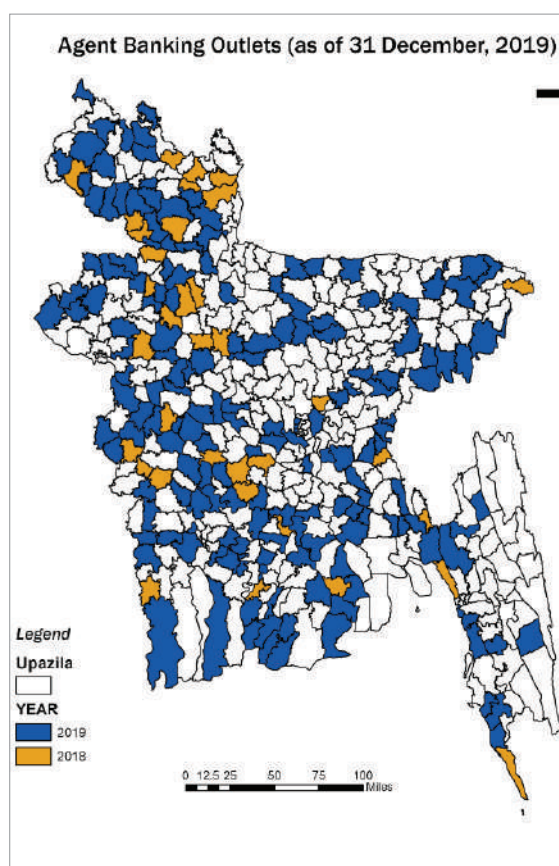 Agent Banking Outlets (as of 31 December, 2019)
Legend
Upazila
YEAR
2019
2018
0 12.5 25 50 75 100
Miles